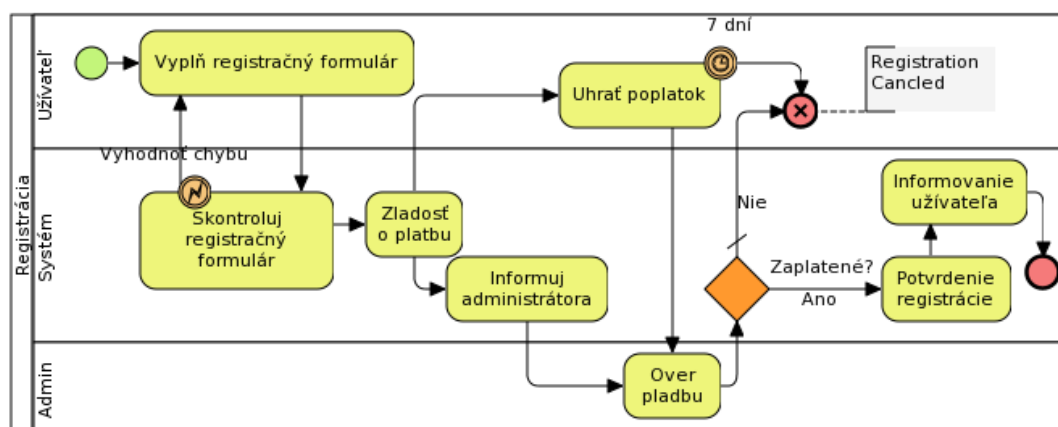 Registrácia
Užívateľ
Vyplň registračný formulár
Uhrať poplatok
7 dní
Registration
Cancled
Systém
Vyhodnoť chybu
Skontroluj
registračný
formulár
Zladosť
o platbu
Informuj
administrátora
Nie
Zaplatené?
Ano
Informovanie
užívateľa
Potvrdenie
registrácie
Admin
Over
pladbu